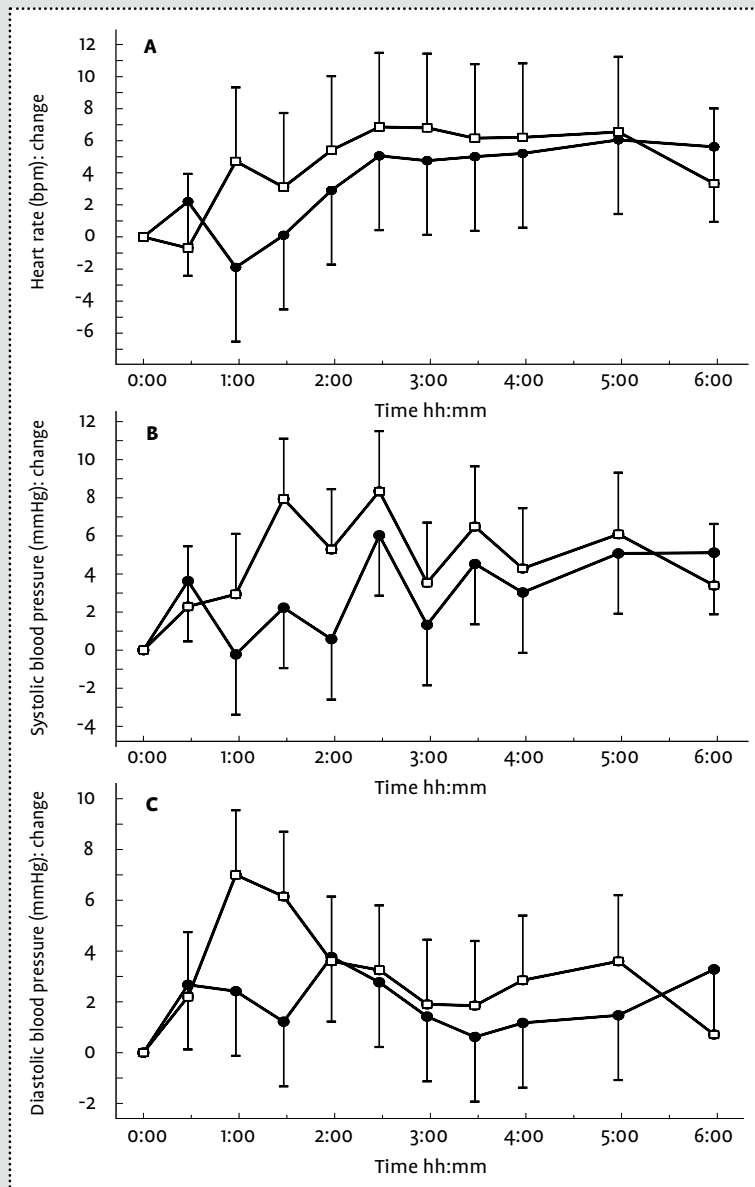 A
Heart rate (bpm): change
12
10
8
6
4
2
0
-2
-4
-6
0:00 1:00 2:00 3:00 4:00 5:00 6:00
Time hh:mm
B
Systolic blood pressure (mmHg): change
12
10
8
6
4
2
0
-2
-4
0:00 1:00 2:00 3:00 4:00 5:00 6:00
Time hh:mm
C
Diastolic blood pressure (mmHg): change
10
8
6
4
2
0
-2
0:00 1:00 2:00 3:00 4:00 5:00 6:00
Time hh:mm